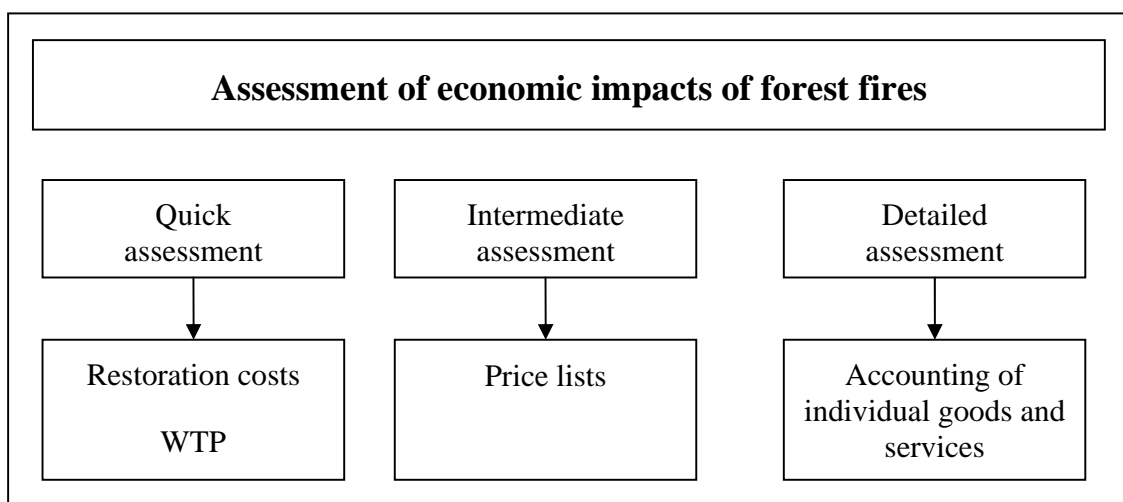 Assessment of economic impacts of forest fires
Quick
assessment
Intermediate
assessment
Detailed
assessment
Restoration costs
WTP
Price lists
Accounting of
individual goods and
services